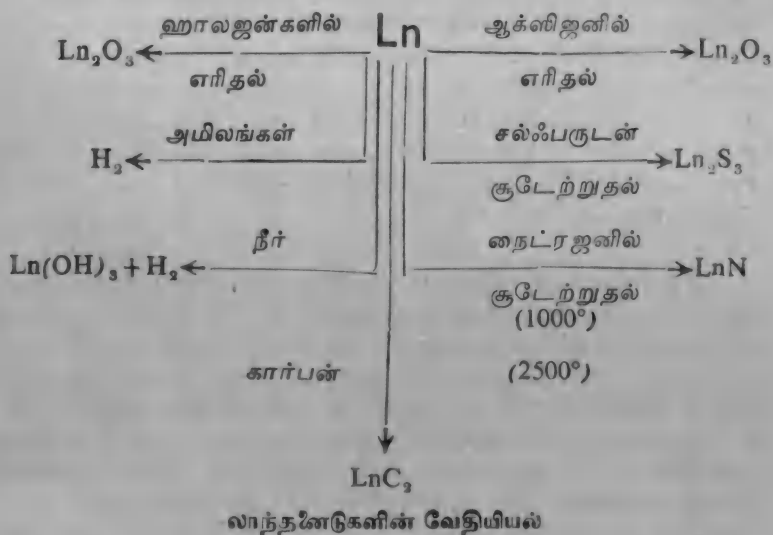 ஹாலஜன்களில் Ln ஆக்ஸிஜனில்
Ln₂O₃ Ln₂O₃
எரிதல் எரிதல்
அமிலங்கள் சல்ஃபருடன்
H₂ Ln₂S₃
சூடேற்றுதல்
நீர் நைட்ரஜனில்
Ln(OH)₃ + H₂ LnN
சூடேற்றுதல்
(1000°)
கார்பன் (2500°)
LnC₂
லாந்தனைடுகளின் வேதியியல்